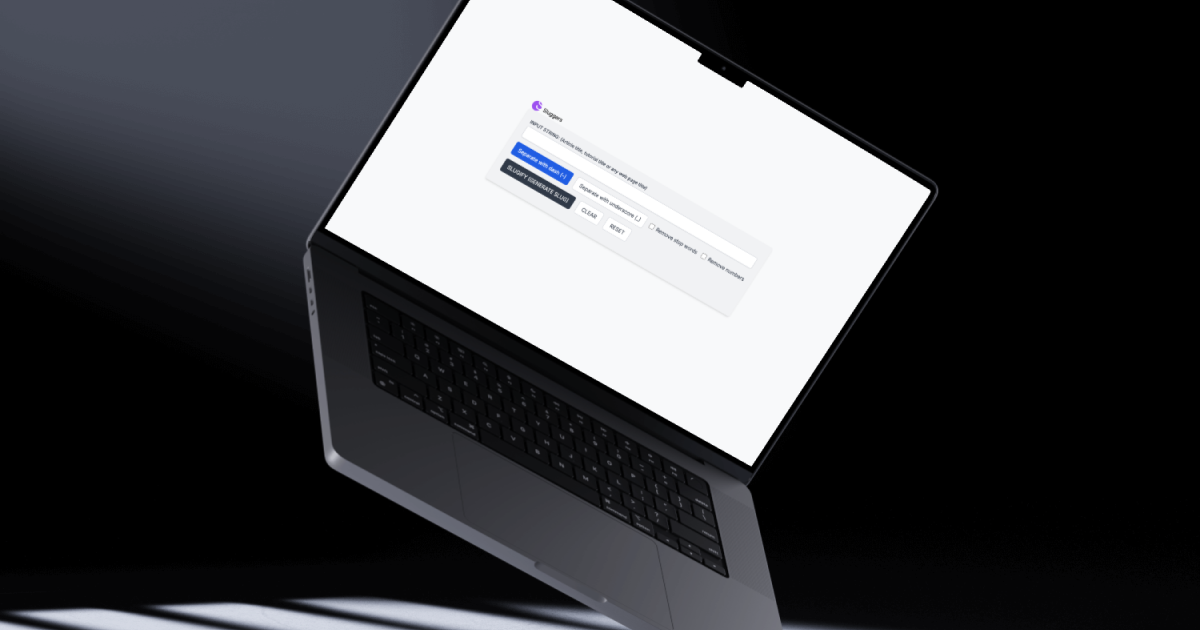 Sluggers
INPUT STRING (Article title, tutorial title or any web page title)
Separate with dash (-)
Separate with underscore (_)
Remove stop words
Remove numbers
SLUGIFY (GENERATE SLUG)
CLEAR
RESET